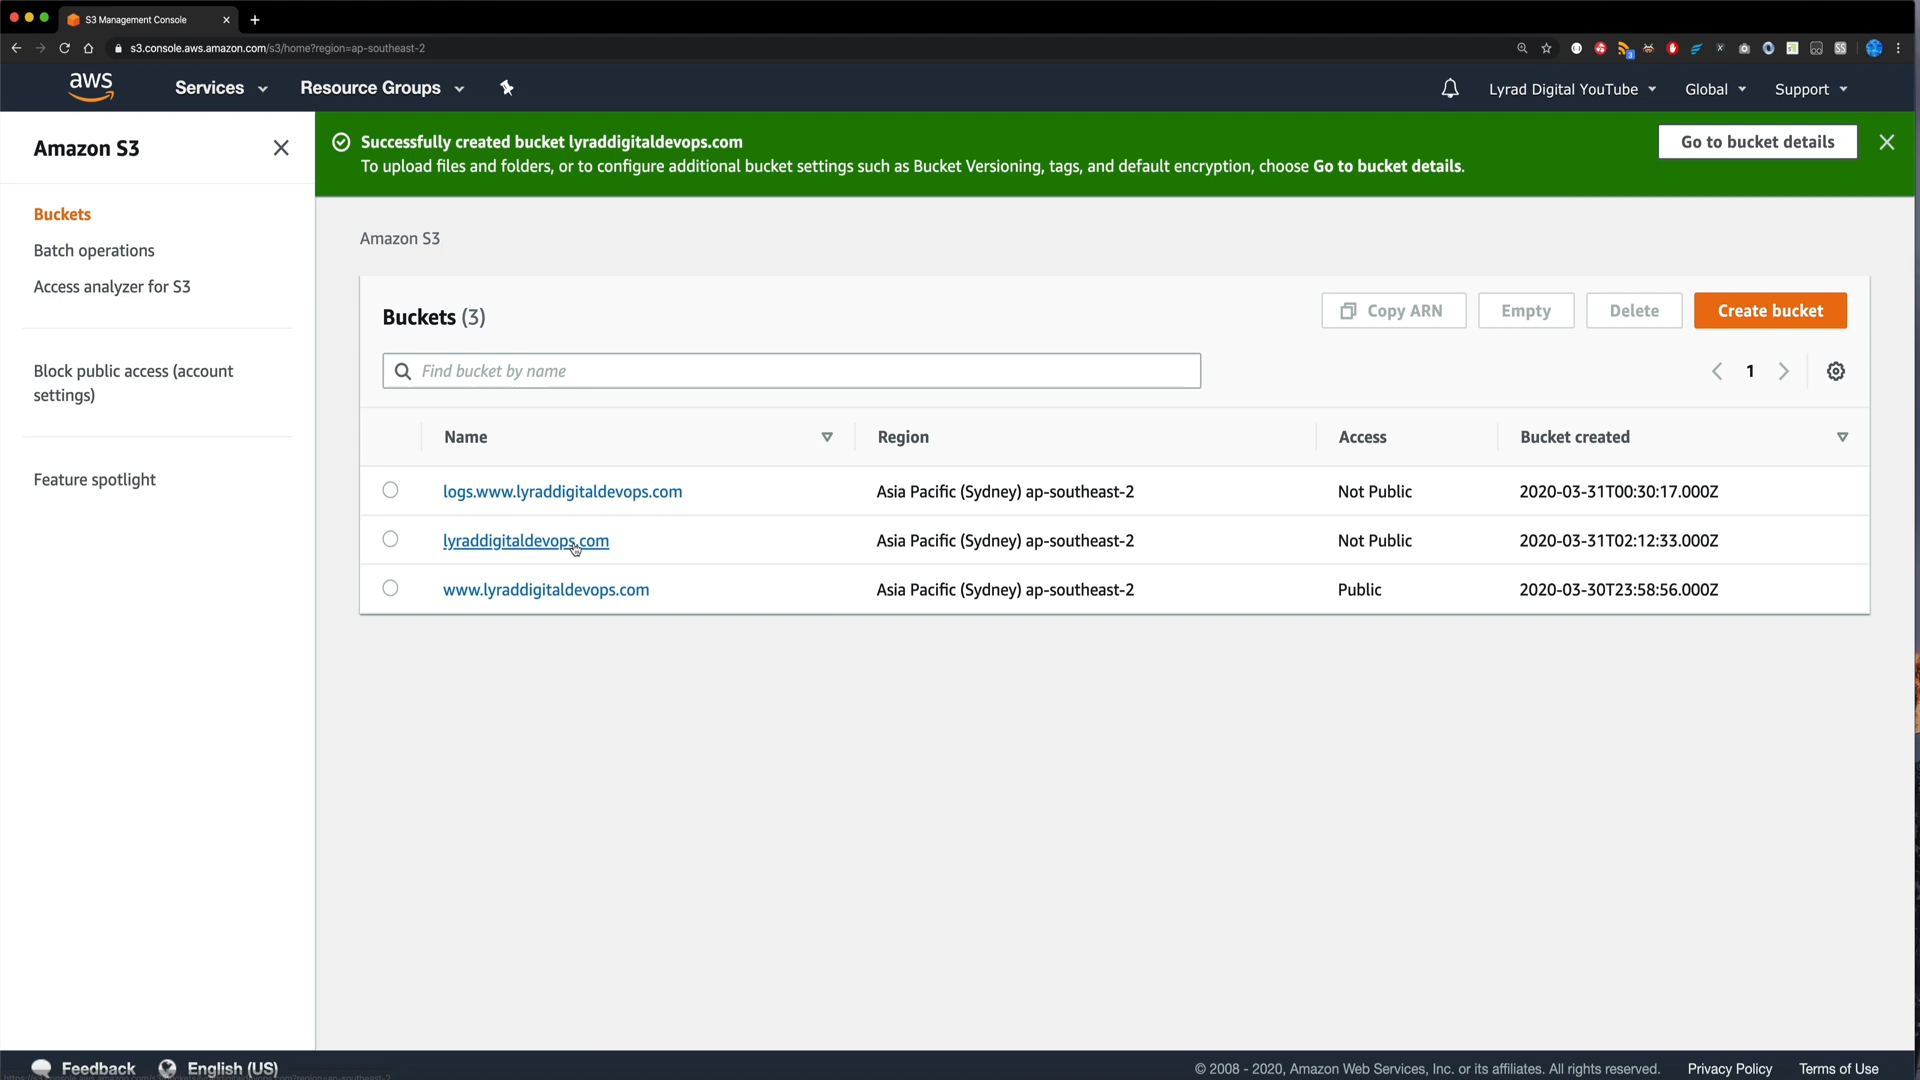 S3 Management Console
s3.console.aws.amazon.com/s3/home?region=ap-southeast-2
aws
Services
Resource Groups
Lyrad Digital YouTube
Global
Support
Amazon S3
Buckets
Batch operations
Access analyzer for S3
Block public access (account
settings)
Feature spotlight
Successfully created bucket lyraddigitaldevops.com
To upload files and folders, or to configure additional bucket settings such as Bucket Versioning, tags, and default encryption, choose Go to bucket details.
Go to bucket details
Amazon S3
Buckets (3)
Copy ARN
Empty
Delete
Create bucket
Find bucket by name
1
Name Region Access Bucket created
logs.www.lyraddigitaldevops.com Asia Pacific (Sydney) ap-southeast-2 Not Public 2020-03-31T00:30:17.000Z
lyraddigitaldevops.com Asia Pacific (Sydney) ap-southeast-2 Not Public 2020-03-31T02:12:33.000Z
www.lyraddigitaldevops.com Asia Pacific (Sydney) ap-southeast-2 Public 2020-03-30T23:58:56.000Z
Feedback
English (US)
© 2008 - 2020, Amazon Web Services, Inc. or its affiliates. All rights reserved.
Privacy Policy
Terms of Use